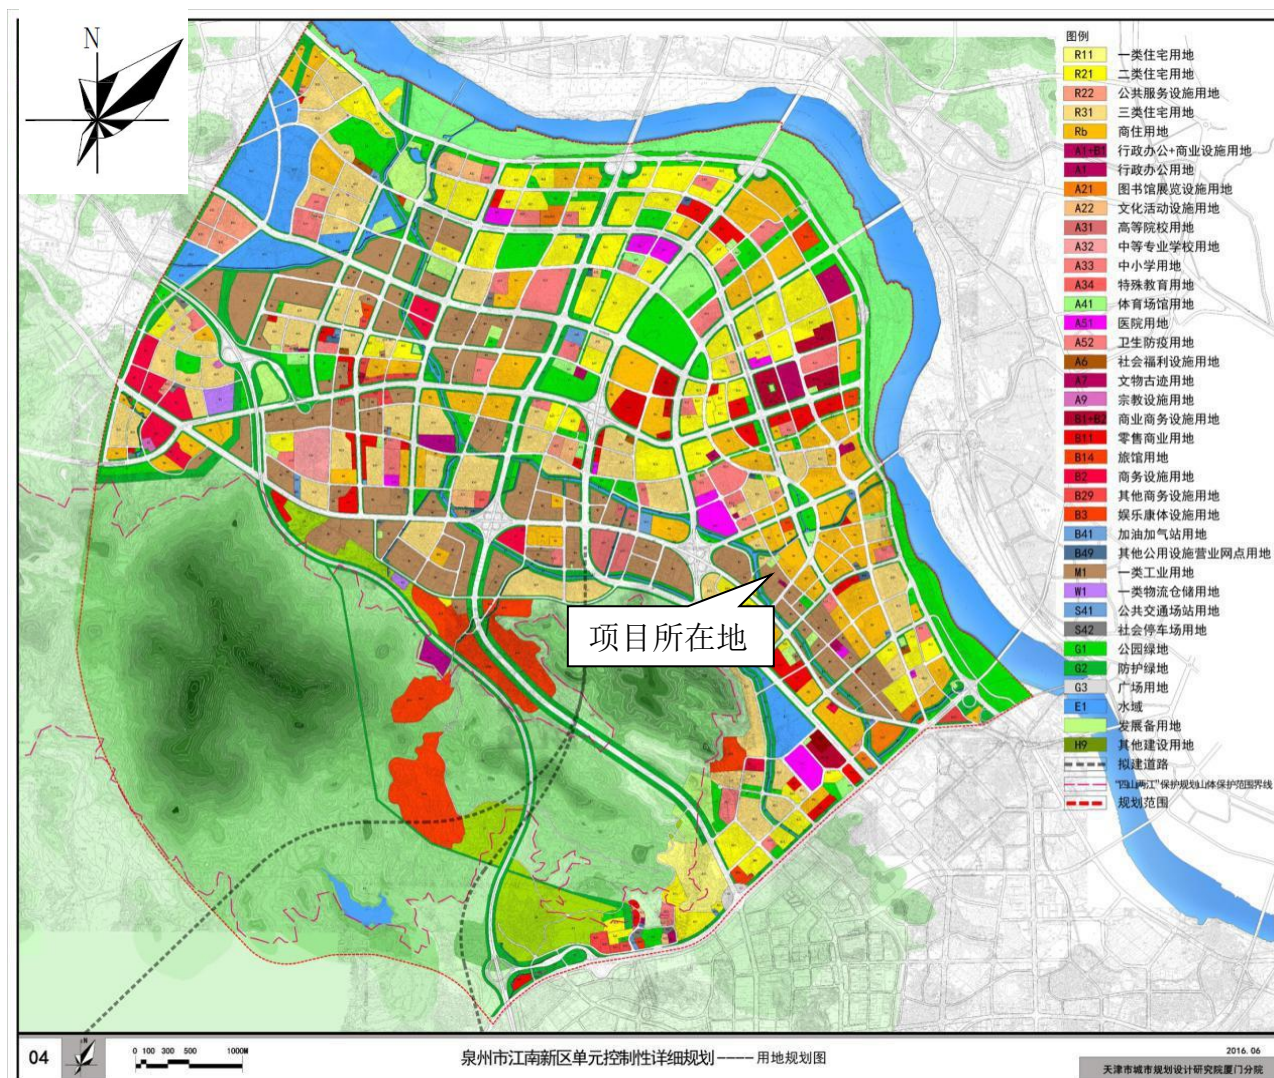 N
图例
R11 一类住宅用地
R21 二类住宅用地
R22 公共服务设施用地
R31 三类住宅用地
Rb 商住用地
A1+B1 行政办公+商业设施用地
A1 行政办公用地
A21 图书馆展览设施用地
A22 文化活动设施用地
A31 高等院校用地
A32 中等专业学校用地
A33 中小学用地
A34 特殊教育用地
A41 体育场馆用地
A51 医院用地
A52 卫生防疫用地
A6 社会福利设施用地
A7 文物古迹用地
A9 宗教设施用地
B1+B2 商业商务设施用地
B11 零售商业用地
B14 旅馆用地
B2 商务设施用地
B29 其他商务设施用地
B3 娱乐康体设施用地
B41 加油加气站用地
B49 其他公用设施营业网点用地
M1 一类工业用地
W1 一类物流仓储用地
S41 公共交通场站用地
S42 社会停车场用地
G1 公园绿地
G2 防护绿地
G3 广场用地
E1 水域
发展备用地
H9 其他建设用地
拟建道路
"四山两江"保护规划山体保护范围界线
规划范围
项目所在地
04
0 100 300 500 1000M
泉州市江南新区单元控制性详细规划----用地规划图
2016.06
天津市城市规划设计研究院厦门分院